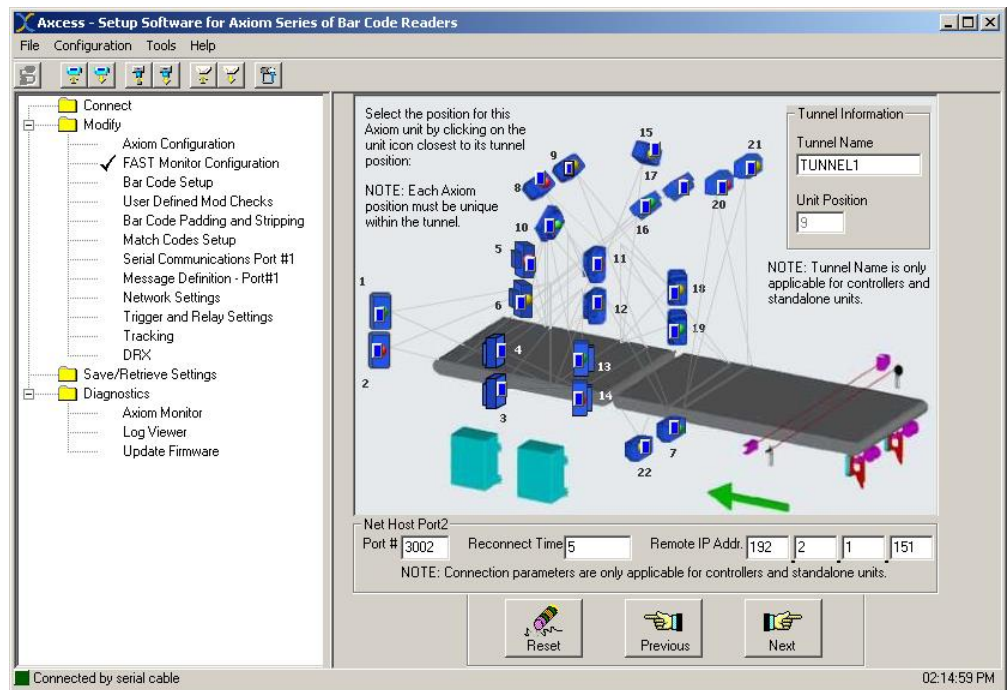 Axcess - Setup Software for Axiom Series of Bar Code Readers
File Configuration Tools Help
Connect
Modify
Axiom Configuration
FAST Monitor Configuration
Bar Code Setup
User Defined Mod Checks
Bar Code Padding and Stripping
Match Codes Setup
Serial Communications Port #1
Message Definition - Port#1
Network Settings
Trigger and Relay Settings
Tracking
DRX
Save/Retrieve Settings
Diagnostics
Axiom Monitor
Log Viewer
Update Firmware
Select the position for this
Axiom unit by clicking on the
unit icon closest to its tunnel
position:
NOTE: Each Axiom
position must be unique
within the tunnel.
15
21
9
17
8
20
10
16
5
11
1
18
6
12
19
4
2
13
14
3
7
22
Tunnel Information
Tunnel Name
TUNNEL1
Unit Position
9
NOTE: Tunnel Name is only
applicable for controllers and
standalone units.
Net Host Port2
Port # 3002 Reconnect Time 5 Remote IP Addr. 192 . 2 . 1 . 151
NOTE: Connection parameters are only applicable for controllers and standalone units.
Reset Previous Next
Connected by serial cable 02:14:59 PM